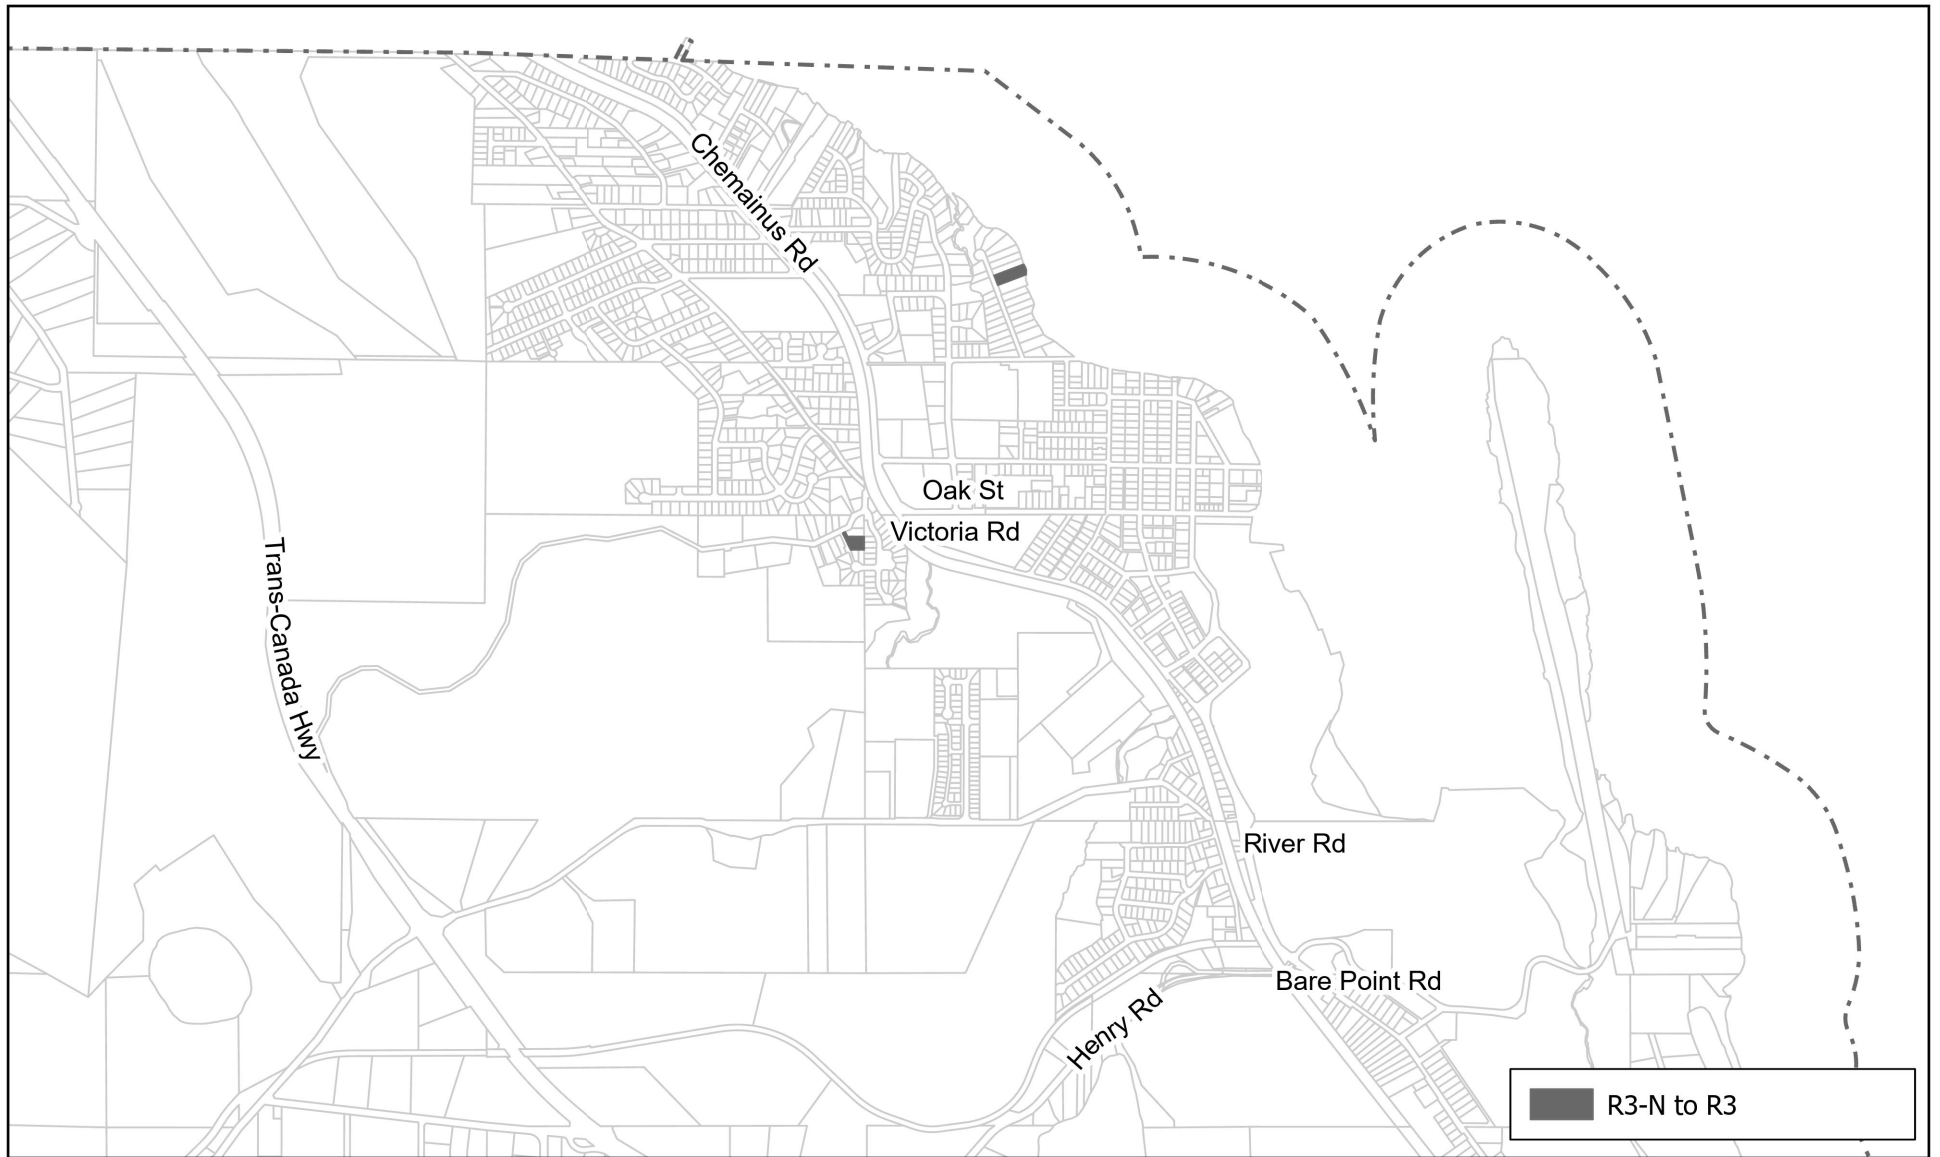 Chemainus Rd
Oak St
Victoria Rd
Trans-Canada Hwy
River Rd
Bare Point Rd
Henry Rd
R3-N to R3